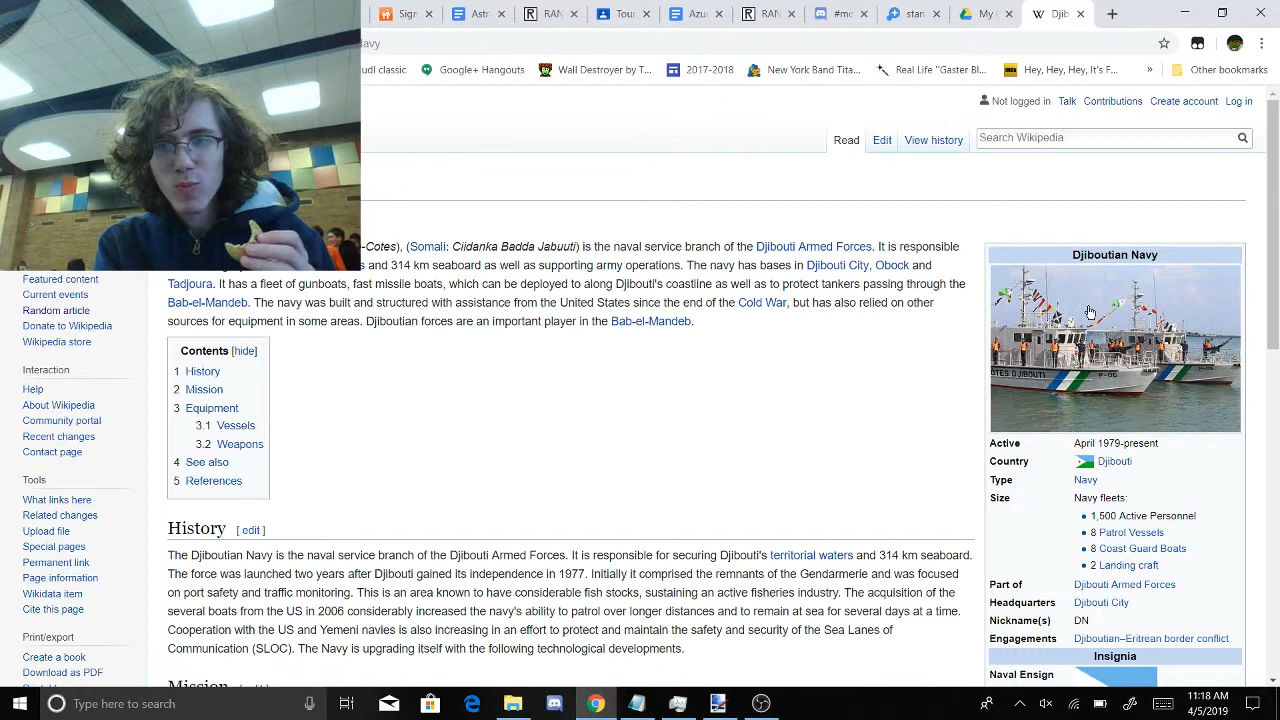 Sign
Ast
RAN
Tour
Azu
RAN
#mc
stan
My
Djib
avy
udl classic
Google+ Hangouts
Wall Destroyer by T...
2017-2018
New York Band Tita...
Real Life "Gaster Bl...
Hey, Hey, Hey, It's F...
»
Other bookmarks
Not logged in Talk Contributions Create account Log in
Read Edit View history
Search Wikipedia
-Cotes), (Somali: Ciidanka Badda Jabuuti) is the naval service branch of the Djibouti Armed Forces. It is responsible
and 314 km seaboard as well as supporting army operations. The navy has bases in Djibouti City, Obock and
Tadjoura. It has a fleet of gunboats, fast missile boats, which can be deployed to along Djibouti's coastline as well as to protect tankers passing through the
Bab-el-Mandeb. The navy was built and structured with assistance from the United States since the end of the Cold War, but has also relied on other
sources for equipment in some areas. Djiboutian forces are an important player in the Bab-el-Mandeb.
Featured content
Current events
Random article
Donate to Wikipedia
Wikipedia store
Interaction
Help
About Wikipedia
Community portal
Recent changes
Contact page
Tools
What links here
Related changes
Upload file
Special pages
Permanent link
Page information
Wikidata item
Cite this page
Print/export
Create a book
Download as PDF
Contents [hide]
1 History
2 Mission
3 Equipment
3.1 Vessels
3.2 Weapons
4 See also
5 References
History [ edit ]
The Djiboutian Navy is the naval service branch of the Djibouti Armed Forces. It is responsible for securing Djibouti's territorial waters and 314 km seaboard.
The force was launched two years after Djibouti gained its independence in 1977. Initially it comprised the remnants of the Gendarmerie and was focused
on port safety and traffic monitoring. This is an area known to have considerable fish stocks, sustaining an active fisheries industry. The acquisition of the
several boats from the US in 2006 considerably increased the navy's ability to patrol over longer distances and to remain at sea for several days at a time.
Cooperation with the US and Yemeni navies is also increasing in an effort to protect and maintain the safety and security of the Sea Lanes of
Communication (SLOC). The Navy is upgrading itself with the following technological developments.
Mission
Djiboutian Navy
OTES DJIBOUTI
P-06
P-05
Active April 1979-present
Country Djibouti
Type Navy
Size Navy fleets:
• 1,500 Active Personnel
• 8 Patrol Vessels
• 8 Coast Guard Boats
• 2 Landing craft
Part of Djibouti Armed Forces
Headquarters Djibouti City
Nickname(s) DN
Engagements Djiboutian–Eritrean border conflict
Insignia
Naval Ensign
Type here to search
11:18 AM
4/5/2019